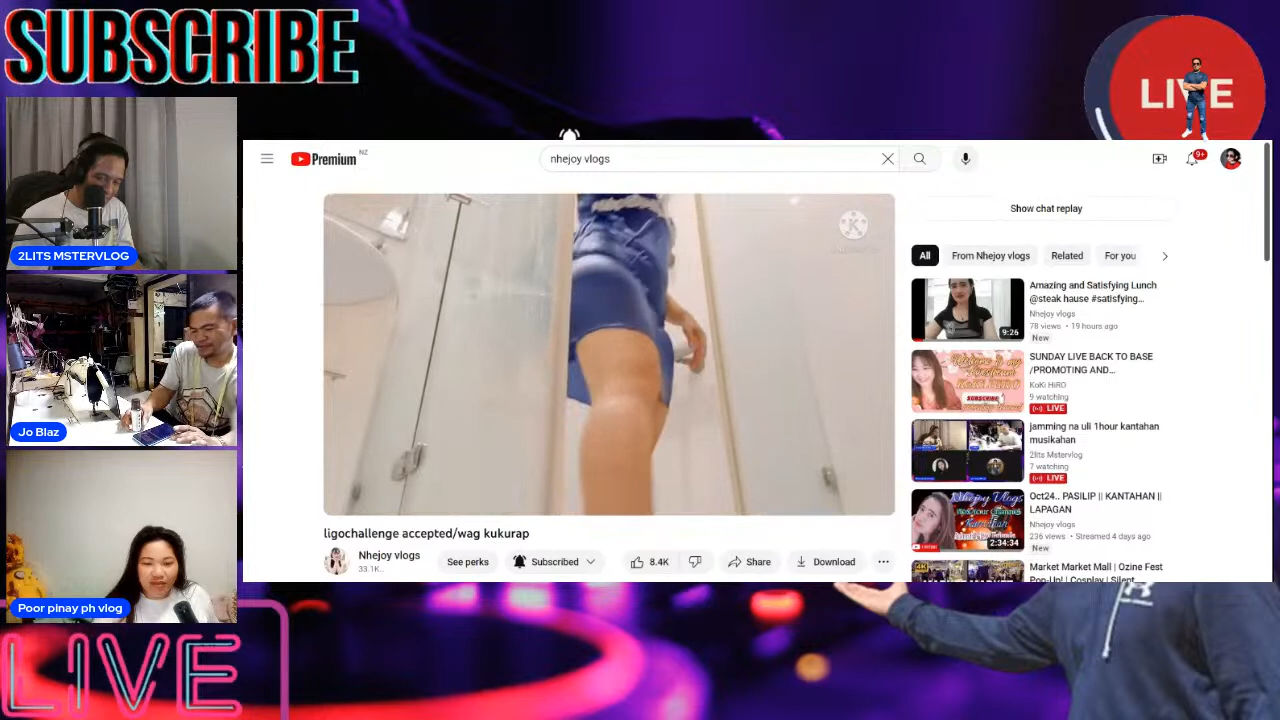 SUBSCRIBE
LIVE
2LITS MSTERVLOG
Jo Blaz
Poor pinay ph vlog
LIVE
Premium NZ
nhejoy vlogs
9+
K
ligochallenge accepted/wag kukurap
Nhejoy vlogs
33.1K..
See perks
Subscribed
8.4K
Share
Download
Show chat replay
All
From Nhejoy vlogs
Related
For you
9:26
Amazing and Satisfying Lunch
@steak hause #satisfying...
Nhejoy vlogs
78 views • 19 hours ago
New
SUBSCRIBE
SUNDAY LIVE BACK TO BASE
/PROMOTING AND...
KoKi HiRO
9 watching
LIVE
jamming na uli 1hour kantahan
musikahan
2lits Mstervlog
7 watching
LIVE
Nhejoy Vlogs
2:34:34
Oct24.. PASILIP || KANTAHAN ||
LAPAGAN
Nhejoy vlogs
236 views • Streamed 4 days ago
New
4K
Market Market Mall | Ozine Fest
Pop-Up! | Cosplay | Silent